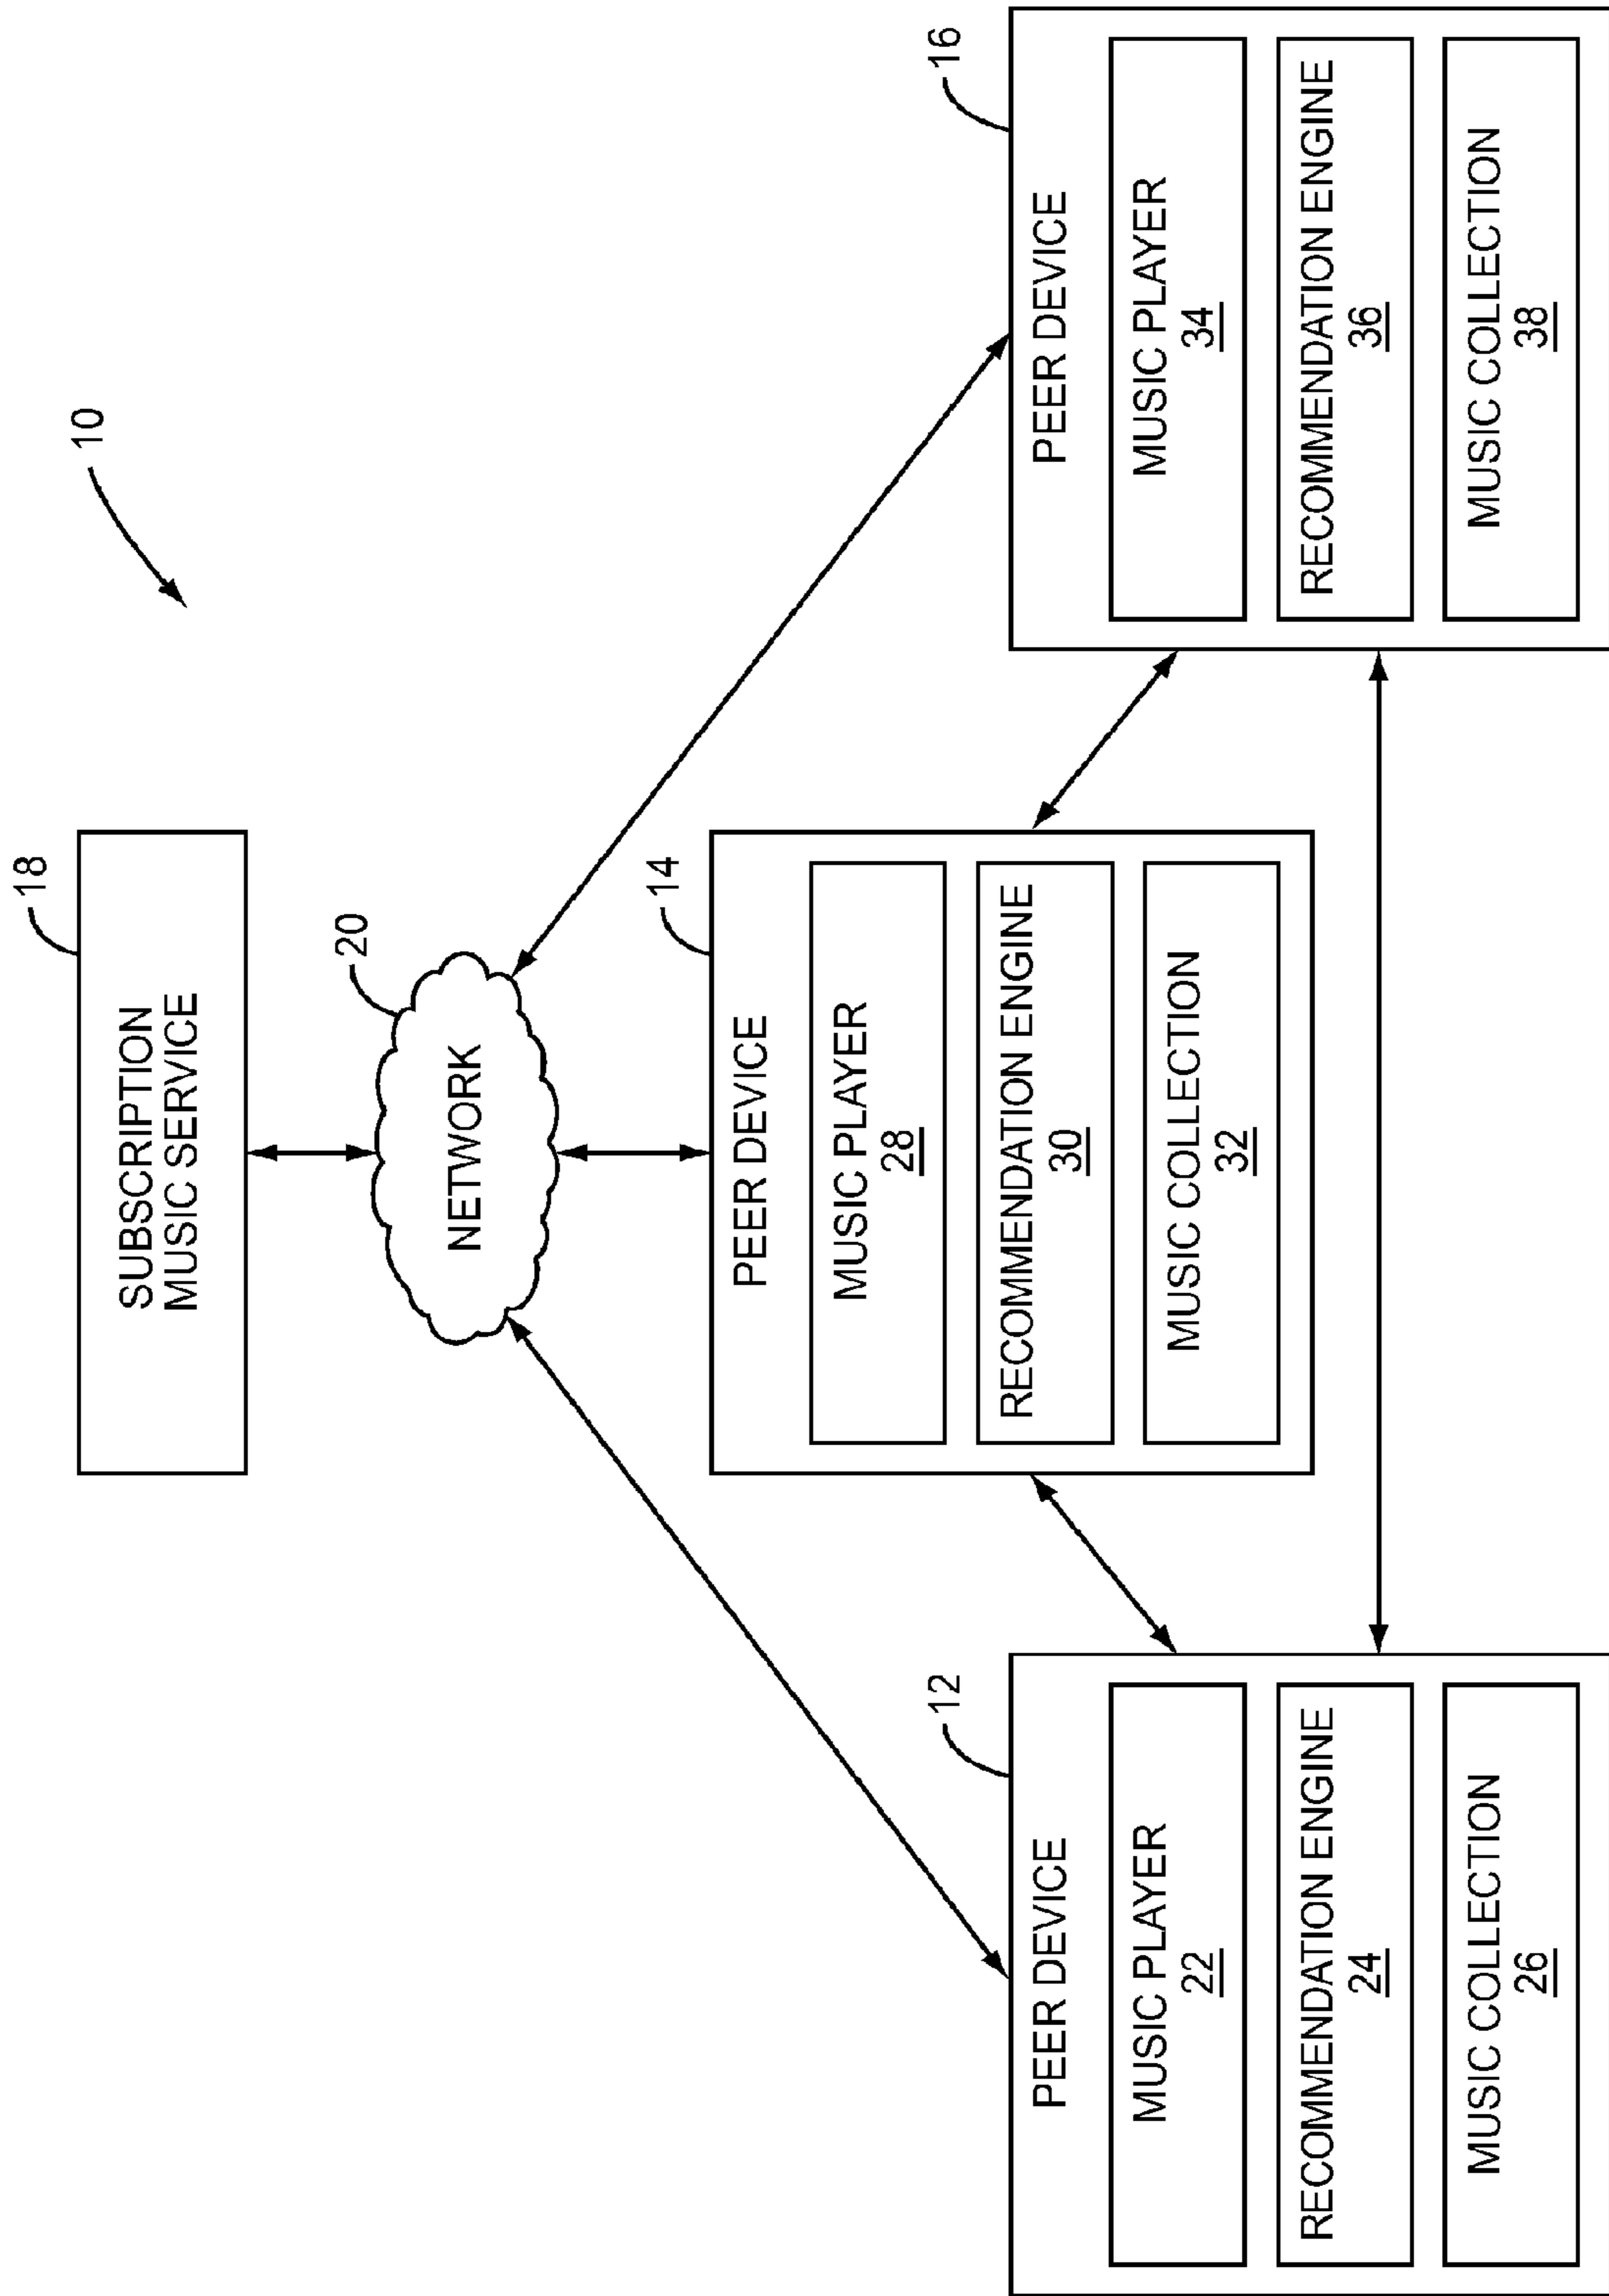 10
18
SUBSCRIPTION
MUSIC SERVICE
20
NETWORK
12
PEER DEVICE
MUSIC PLAYER
22
RECOMMENDATION ENGINE
24
MUSIC COLLECTION
26
14
PEER DEVICE
MUSIC PLAYER
28
RECOMMENDATION ENGINE
30
MUSIC COLLECTION
32
16
PEER DEVICE
MUSIC PLAYER
34
RECOMMENDATION ENGINE
36
MUSIC COLLECTION
38